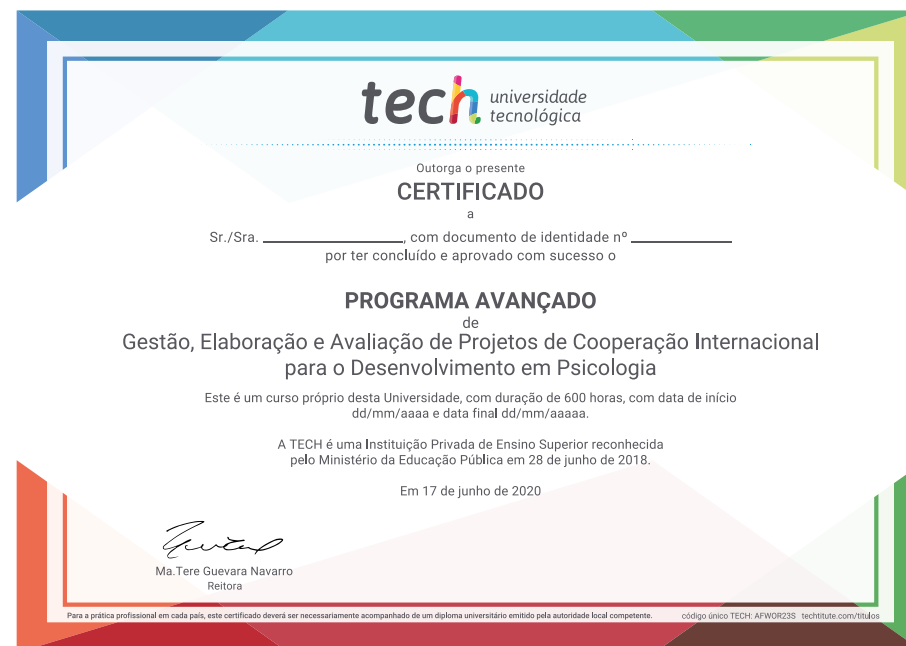 tech universidade
tecnológica
Outorga o presente
CERTIFICADO
a
Sr./Sra. ____________________, com documento de identidade nº ______________
por ter concluído e aprovado com sucesso o
PROGRAMA AVANÇADO
de
Gestão, Elaboração e Avaliação de Projetos de Cooperação Internacional
para o Desenvolvimento em Psicologia
Este é um curso próprio desta Universidade, com duração de 600 horas, com data de início
dd/mm/aaaa e data final dd/mm/aaaaa.
A TECH é uma Instituição Privada de Ensino Superior reconhecida
pelo Ministério da Educação Pública em 28 de junho de 2018.
Em 17 de junho de 2020
Ma.Tere Guevara Navarro
Reitora
Para a prática profissional em cada país, este certificado deverá ser necessariamente acompanhado de um diploma universitário emitido pela autoridade local competente. código único TECH: AFWOR23S techtitute.com/titulos